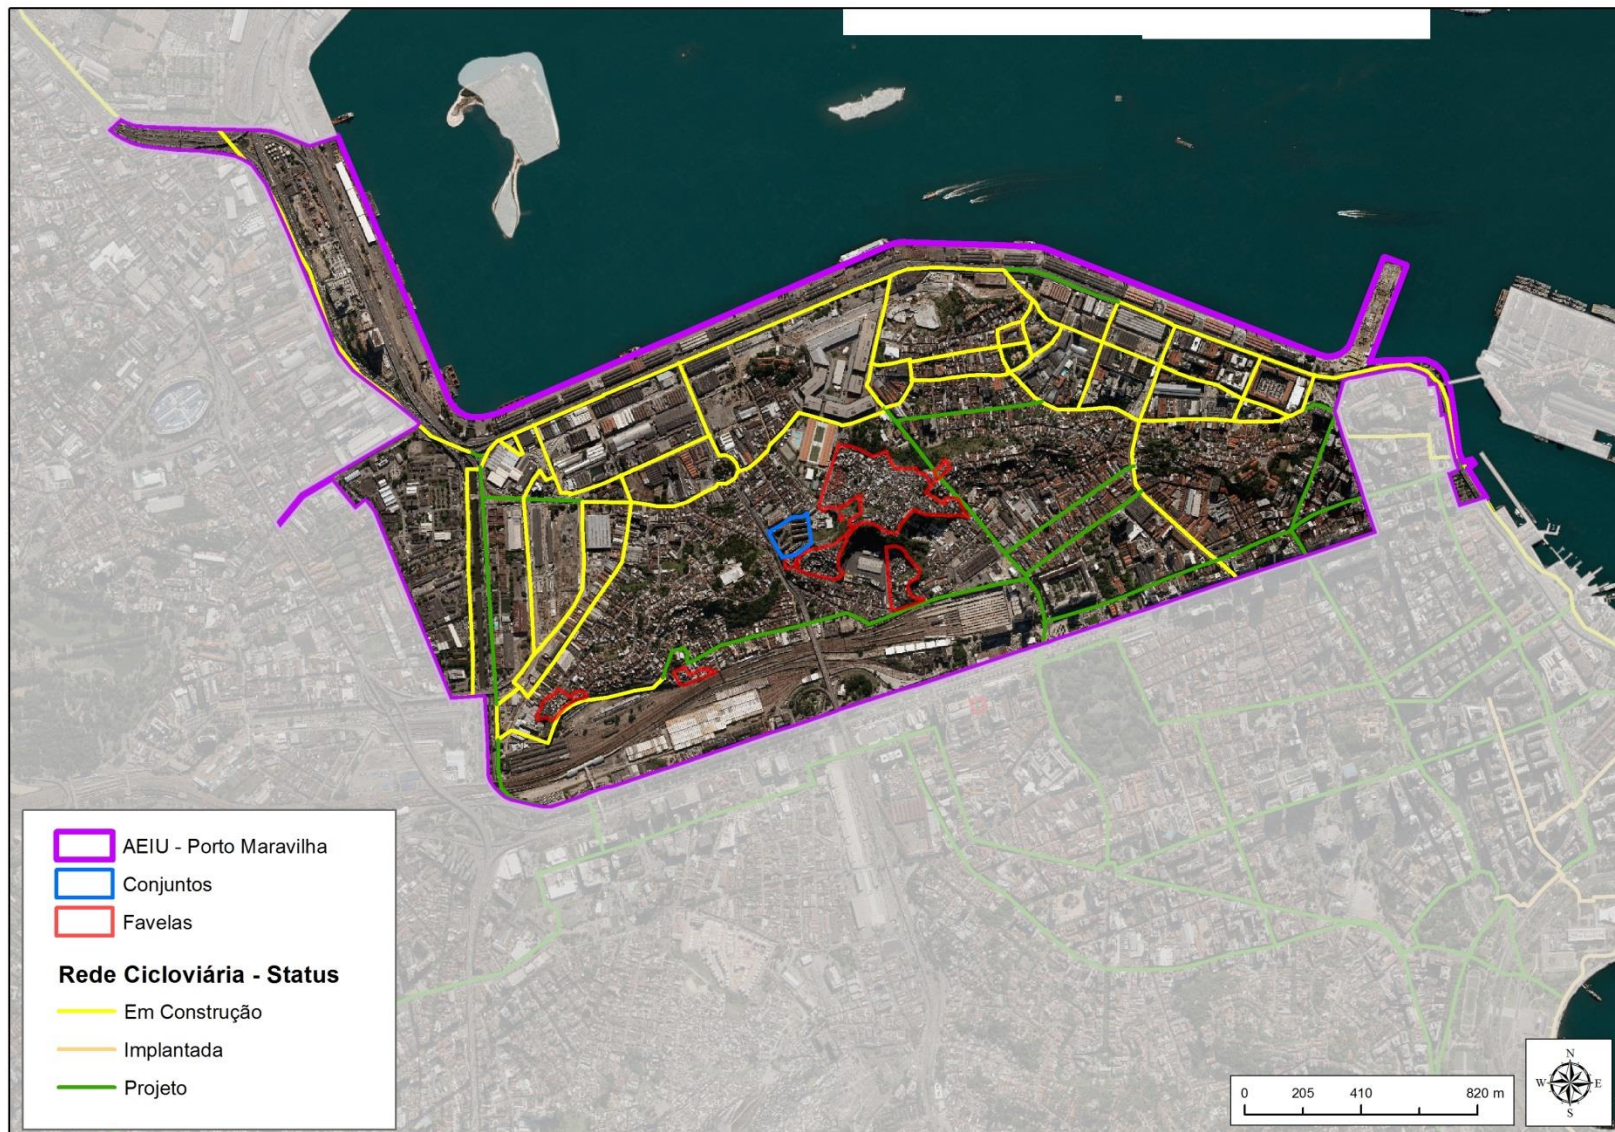 AEIU - Porto Maravilha
Conjuntos
Favelas
Rede Cicloviária - Status
Em Construção
Implantada
Projeto
0 205 410 820 m
N
W E
S